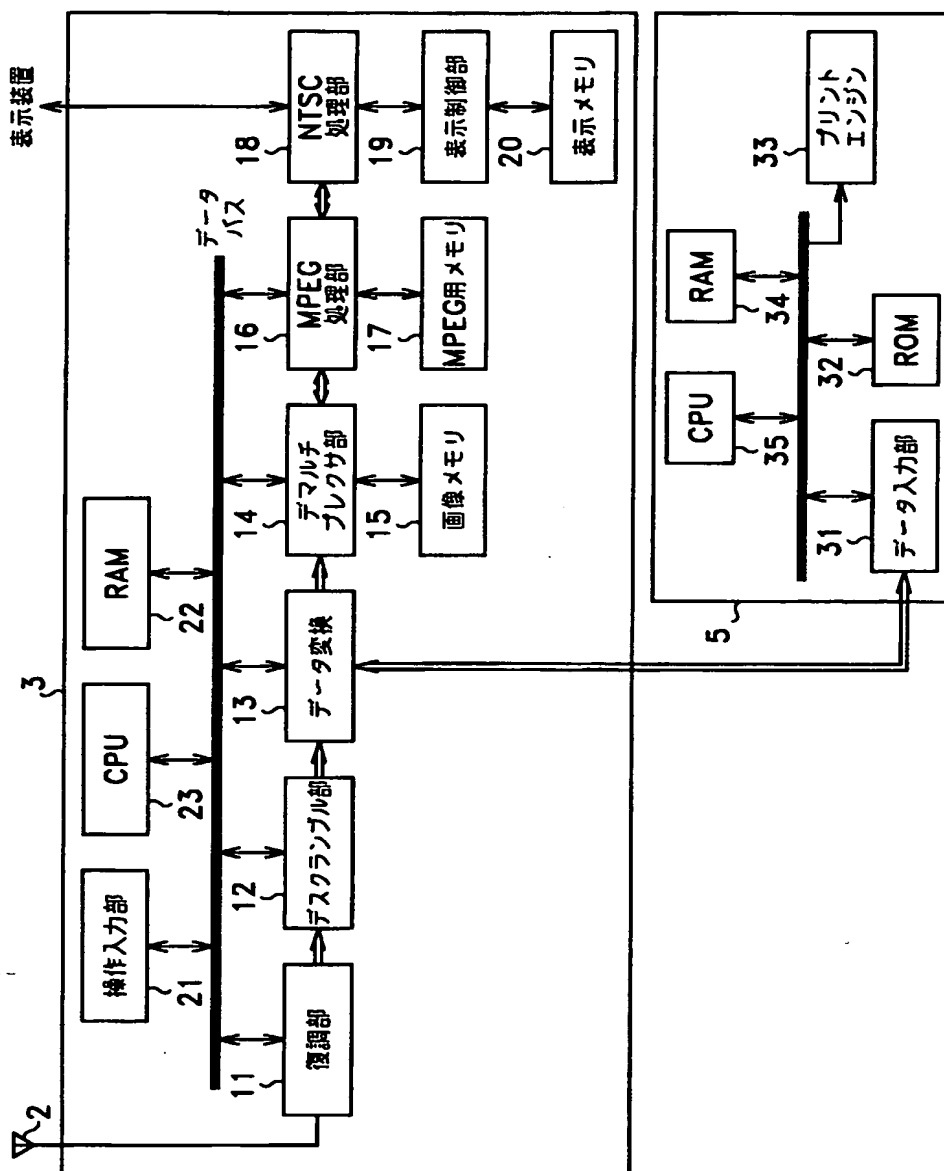 2
3
操作入力部
21
CPU
23
RAM
22
データ
バス
表示装置
復調部
11
デスクランブル部
12
データ変換
13
デマルチ
プレクサ部
14
画像メモリ
15
MPEG
処理部
16
MPEG用メモリ
17
NTSC
処理部
18
表示制御部
19
表示メモリ
20
5
データ入力部
31
CPU
35
ROM
32
RAM
34
プリント
エンジン
33